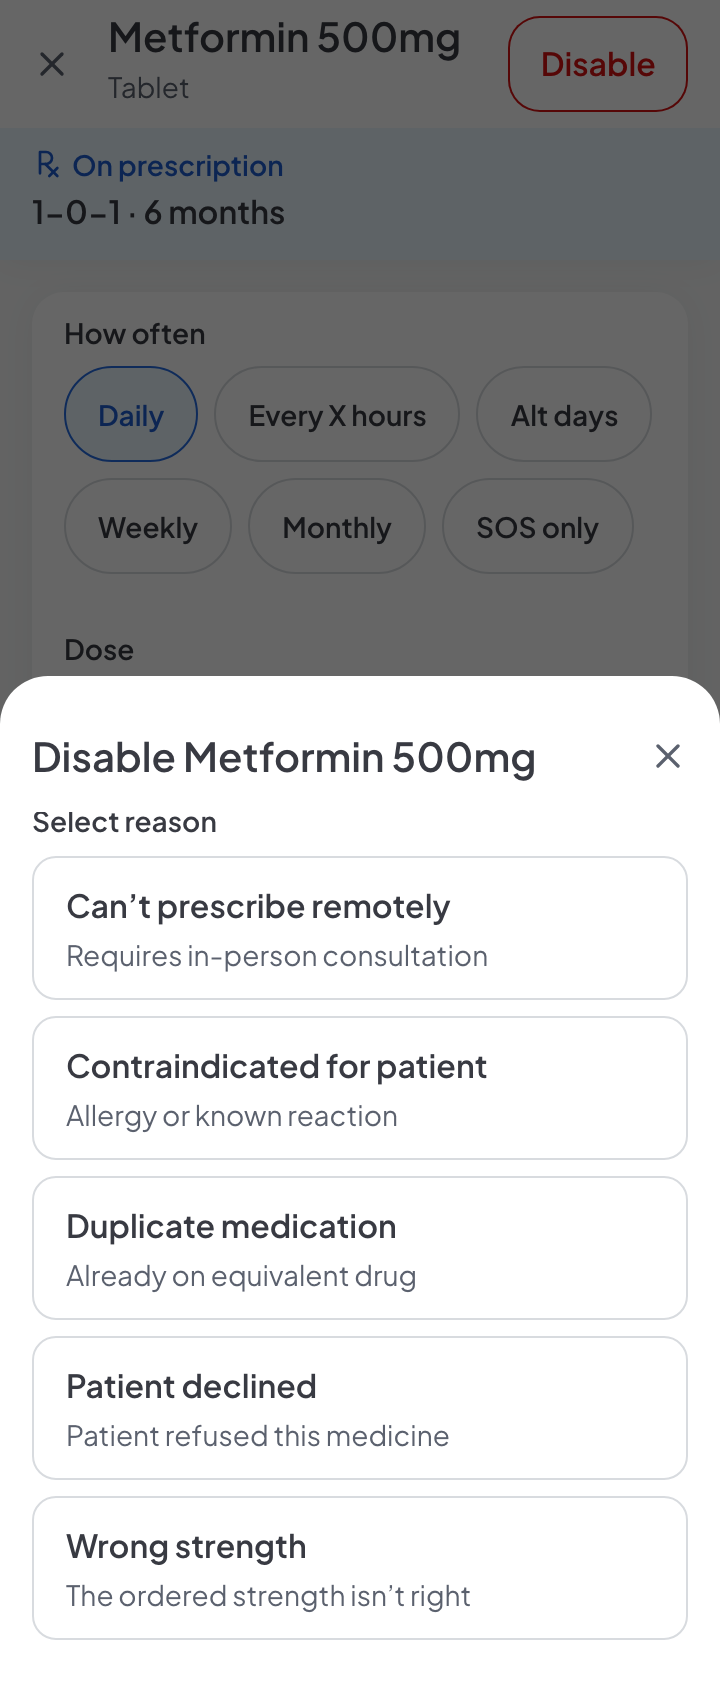 Metformin 500mg
Tablet
Disable
On prescription
1–0–1 · 6 months
How often
Daily
Every X hours
Alt days
Weekly
Monthly
SOS only
Dose
Disable Metformin 500mg
Select reason
Can’t prescribe remotely
Requires in-person consultation
Contraindicated for patient
Allergy or known reaction
Duplicate medication
Already on equivalent drug
Patient declined
Patient refused this medicine
Wrong strength
The ordered strength isn’t right